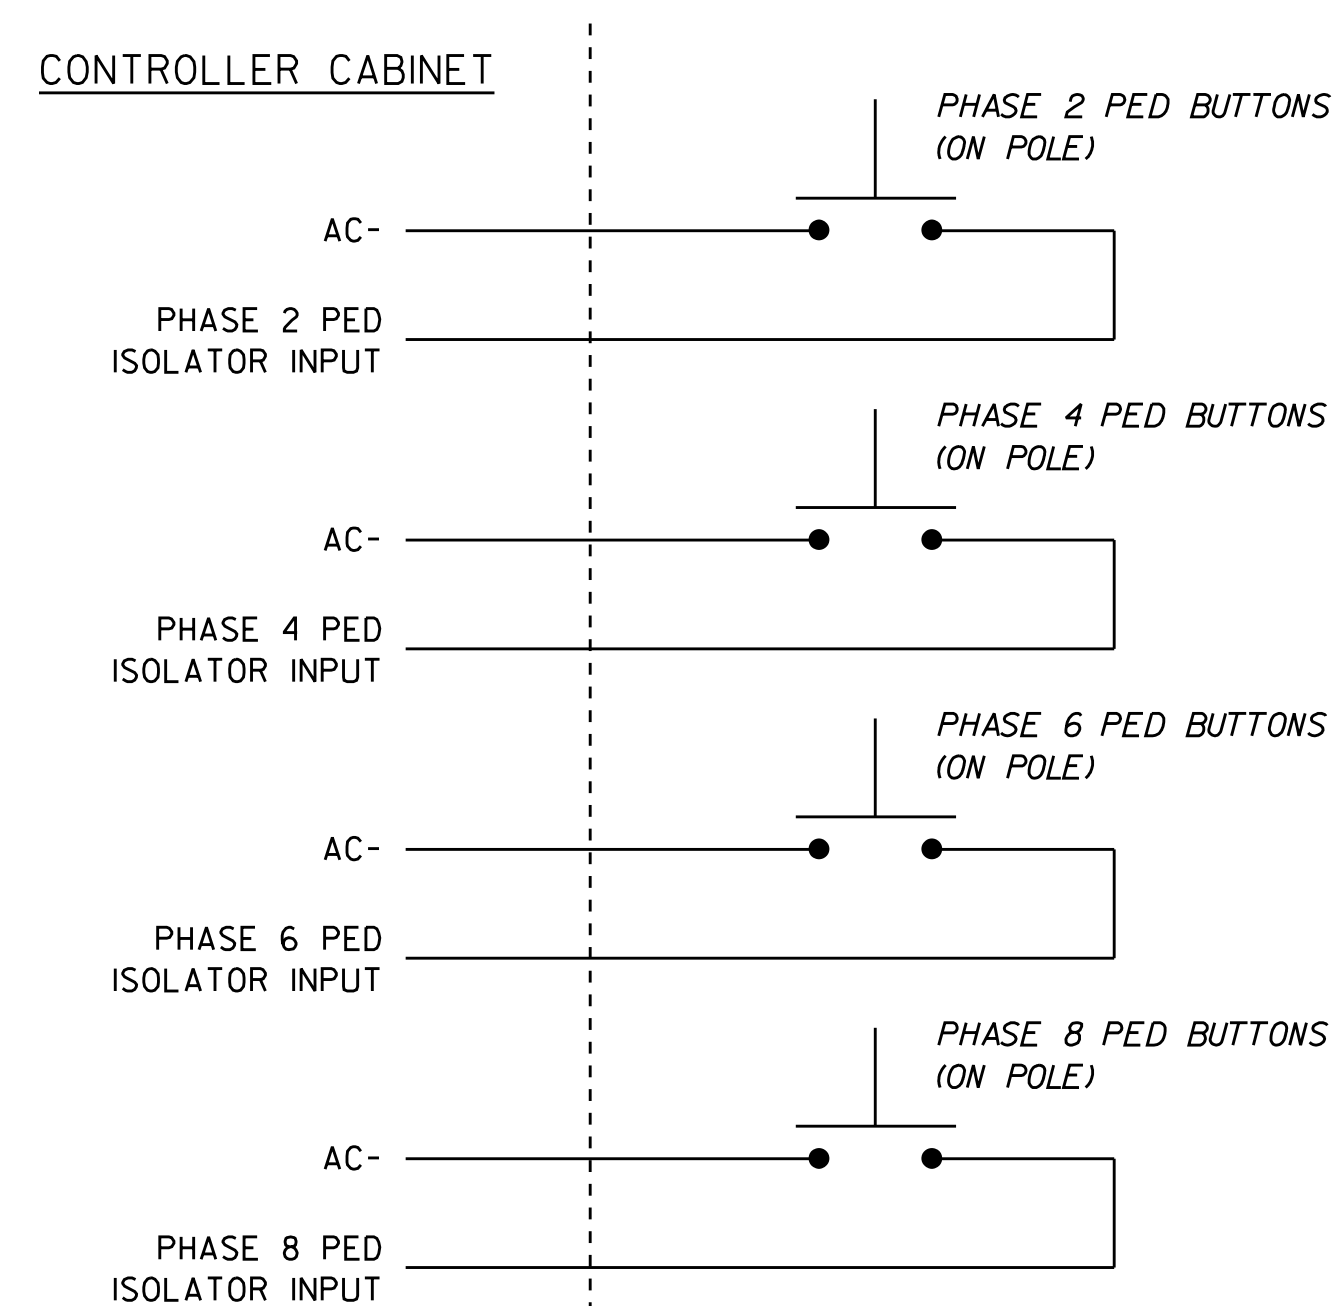 CONTROLLER CABINET
PHASE 2 PED BUTTONS
(ON POLE)
AC-
PHASE 2 PED
ISOLATOR INPUT
PHASE 4 PED BUTTONS
(ON POLE)
AC-
PHASE 4 PED
ISOLATOR INPUT
PHASE 6 PED BUTTONS
(ON POLE)
AC-
PHASE 6 PED
ISOLATOR INPUT
PHASE 8 PED BUTTONS
(ON POLE)
AC-
PHASE 8 PED
ISOLATOR INPUT